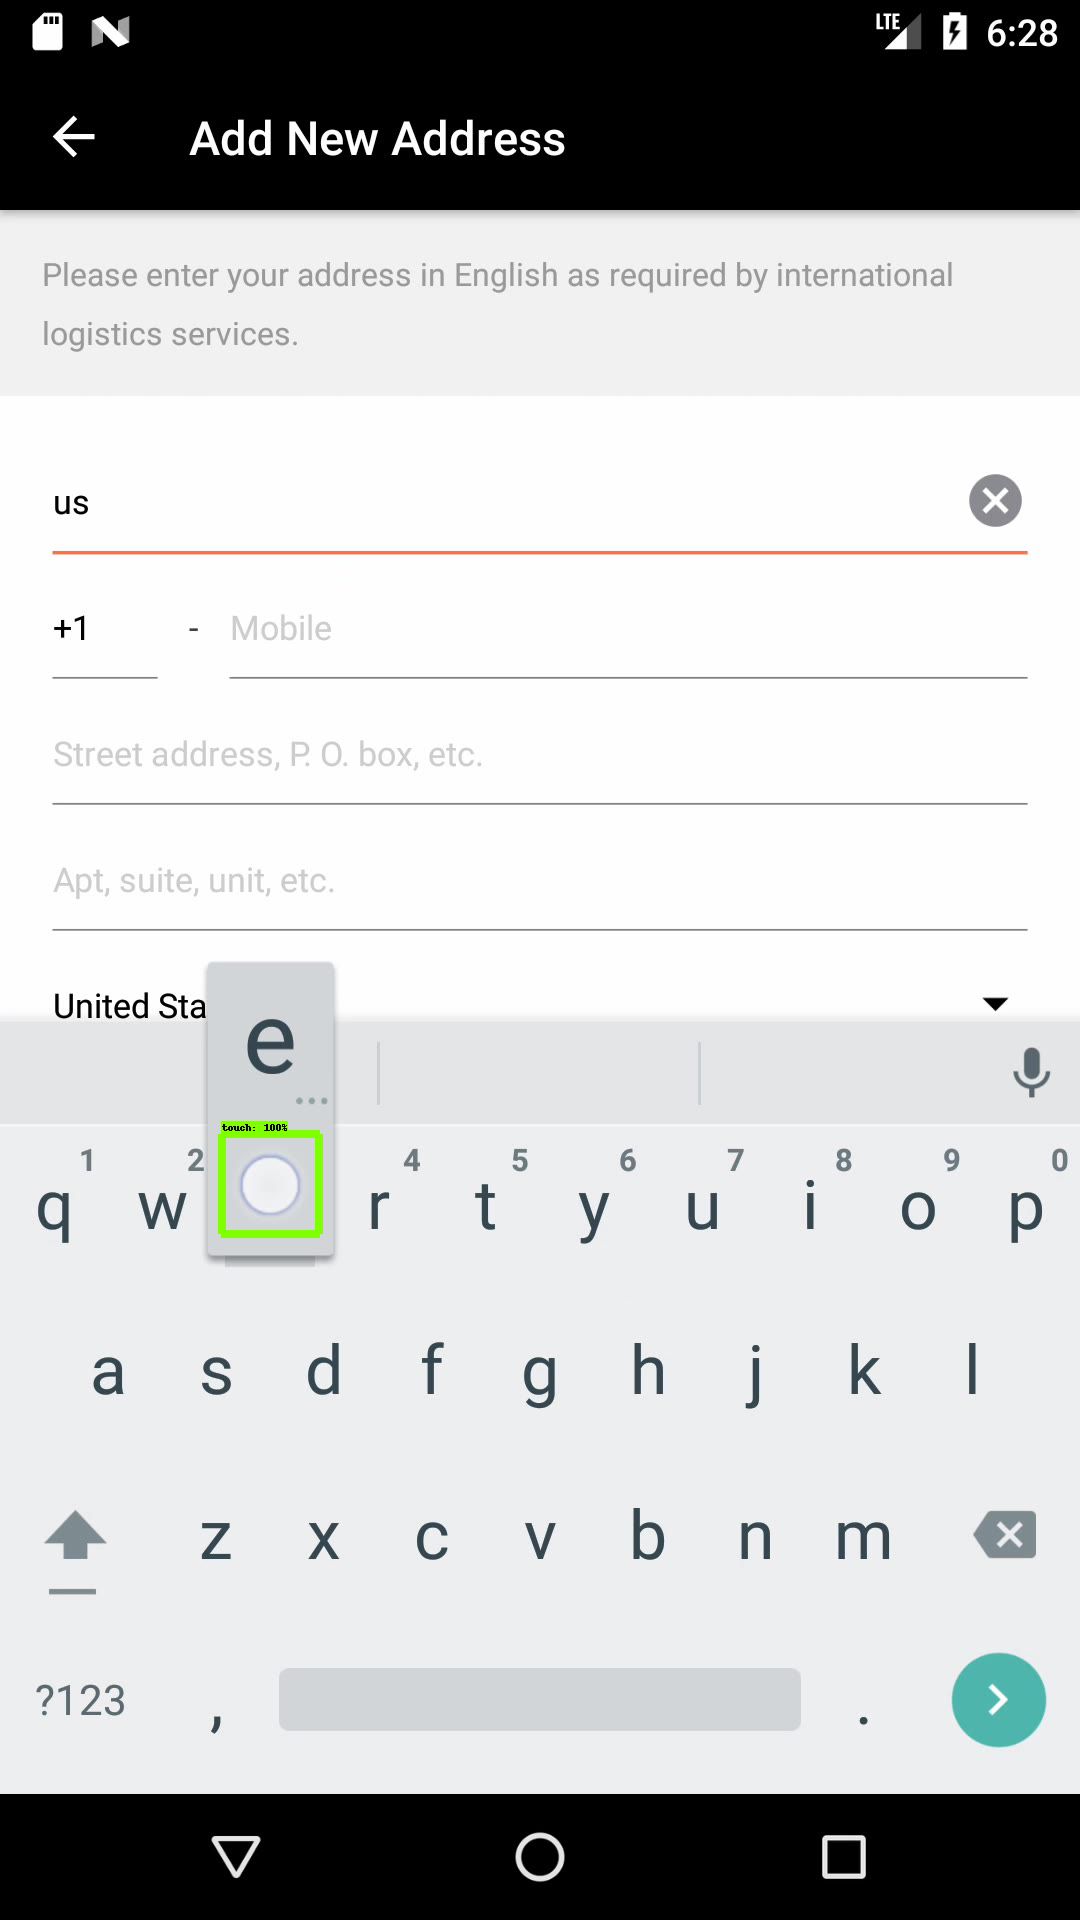 LTE 6:28
Add New Address
Please enter your address in English as required by international
logistics services.
us
+1 - Mobile
Street address, P. O. box, etc.
Apt, suite, unit, etc.
United Sta
e
...
touch: 100%
1 2 4 5 6 7 8 9 0
q w r t y u i o p
a s d f g h j k l
z x c v b n m
?123 , .